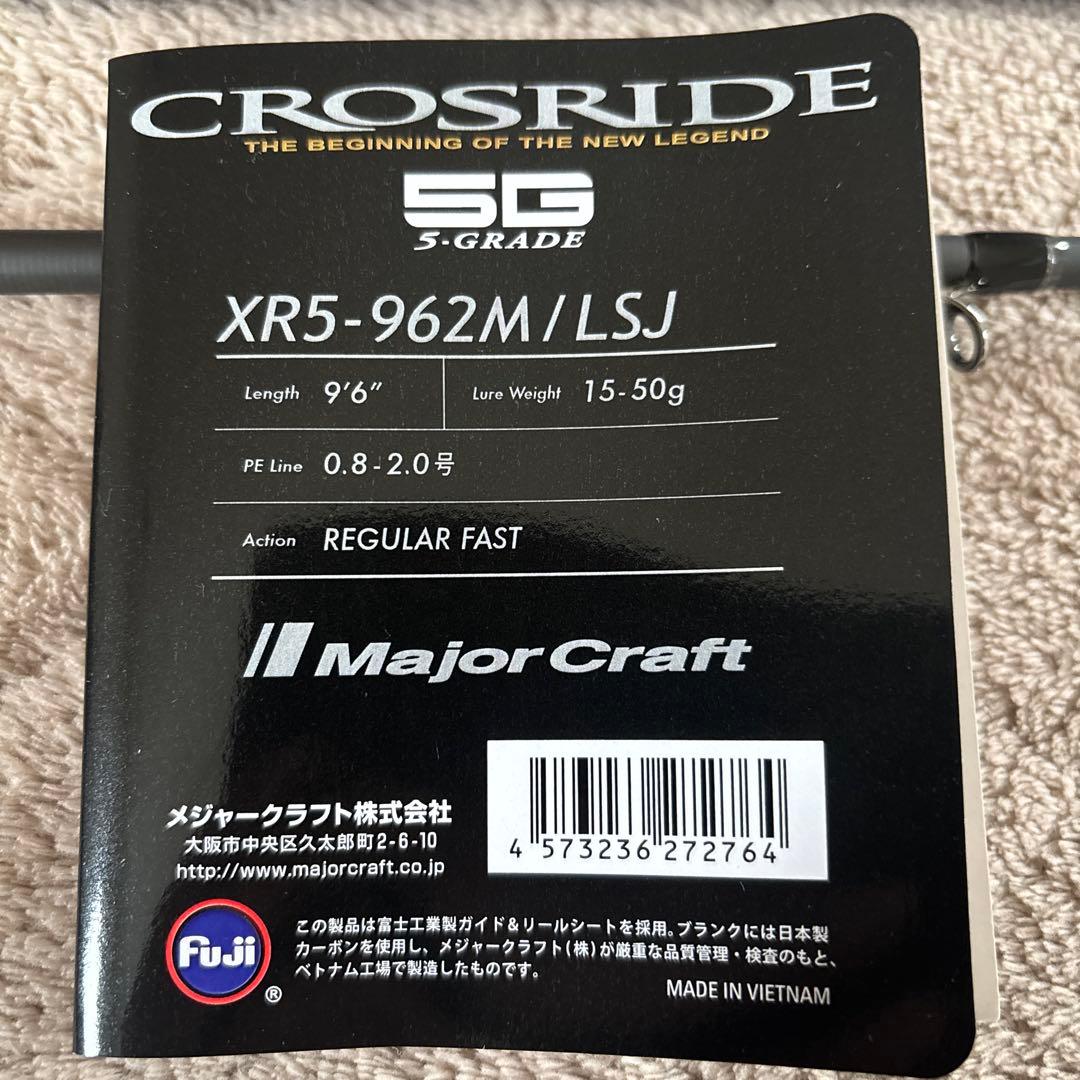 CROSRIDE
THE BEGINNING OF THE NEW LEGEND
5G
5-GRADE
XR5-962M/LSJ
Length 9'6" Lure Weight 15-50g
PE Line 0.8-2.0号
Action REGULAR FAST
Major Craft
4 573236 272764
メジャークラフト株式会社
大阪市中央区久太郎町2-6-10
http://www.majorcraft.co.jp
Fuji ®
この製品は富士工業製ガイド&リールシートを採用。ブランクには日本製
カーボンを使用し、メジャークラフト(株)が厳重な品質管理・検査のもと、
ベトナム工場で製造したものです。
MADE IN VIETNAM